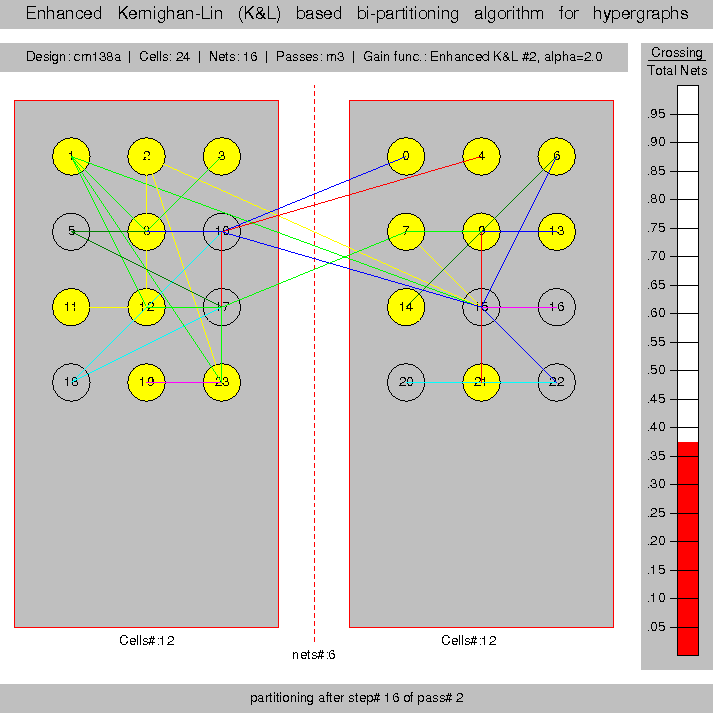 Enhanced Kernighan-Lin (K&L) based bi-partitioning algorithm for hypergraphs
Design: cm138a | Cells: 24 | Nets: 16 | Passes: m3 | Gain func.: Enhanced K&L #2, alpha=2.0
Crossing
Total Nets
1 2 3 0 4 6
5 8 10 7 9 13
11 12 17 14 15 16
18 19 23 20 21 22
.95
.90
.85
.80
.75
.70
.65
.60
.55
.50
.45
.40
.35
.30
.25
.20
.15
.10
.05
Cells#:12
Cells#:12
nets#:6
partitioning after step# 16 of pass# 2